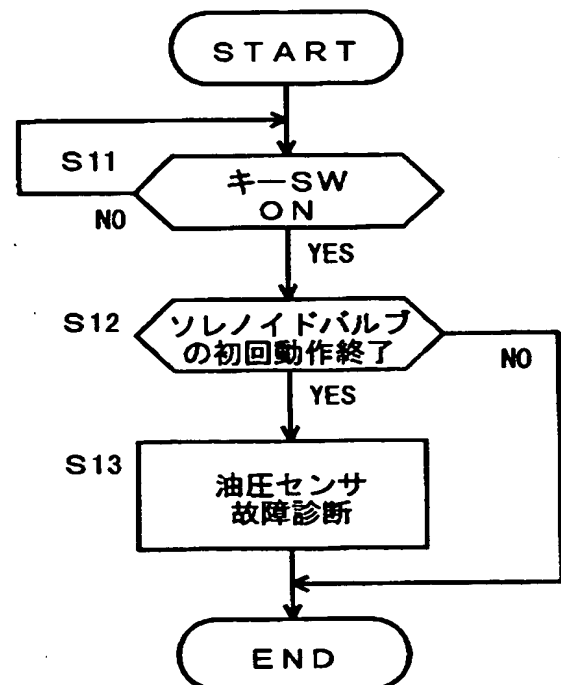 START
S11
キーSW
ON
NO
YES
S12
ソレノイドバルブ
の初回動作終了
NO
YES
S13
油圧センサ
故障診断
END